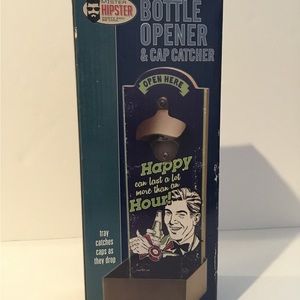 MISTER
HIPSTER
BOTTLE
OPENER
& CAP CATCHER
OPEN HERE
Happy
can last a lot
more than an
Hour!
tray
catches
caps as
they drop